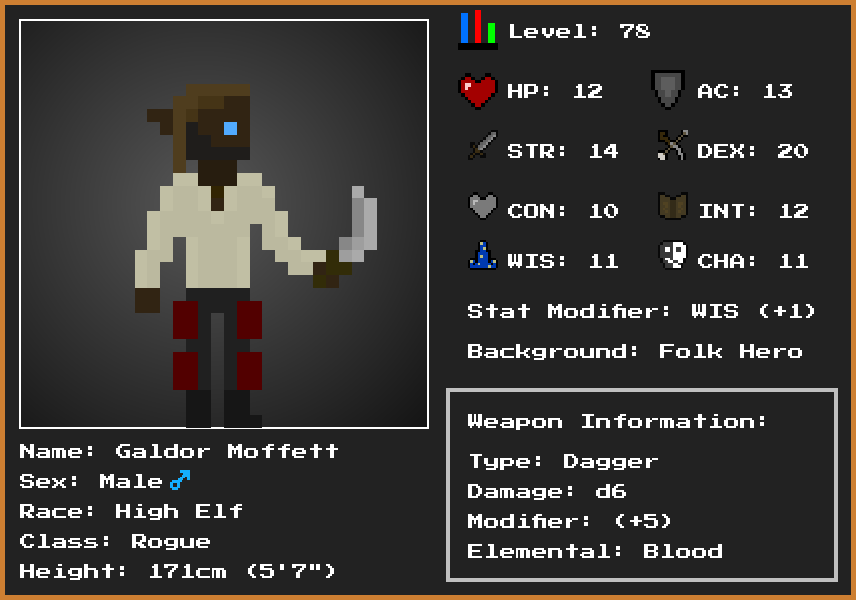 Level: 78
HP: 12 AC: 13
STR: 14 DEX: 20
CON: 10 INT: 12
WIS: 11 CHA: 11
Stat Modifier: WIS (+1)
Background: Folk Hero
Weapon Information:
Type: Dagger
Damage: d6
Modifier: (+5)
Elemental: Blood
Name: Galdor Moffett
Sex: Male♂
Race: High Elf
Class: Rogue
Height: 171cm (5'7")